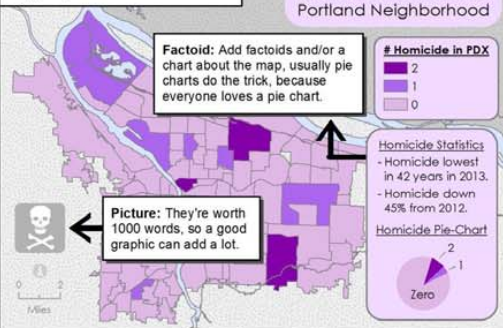 Portland Neighborhood
Factoid: Add factoids and/or a
chart about the map, usually pie
charts do the trick, because
everyone loves a pie chart.
# Homicide in PDX
2
1
0
Homicide Statistics
- Homicide lowest
in 42 years in 2013.
- Homicide down
45% from 2012.
Homicide Pie-Chart
2
1
Zero
Picture: They're worth
1000 words, so a good
graphic can add a lot.
0 2
Miles